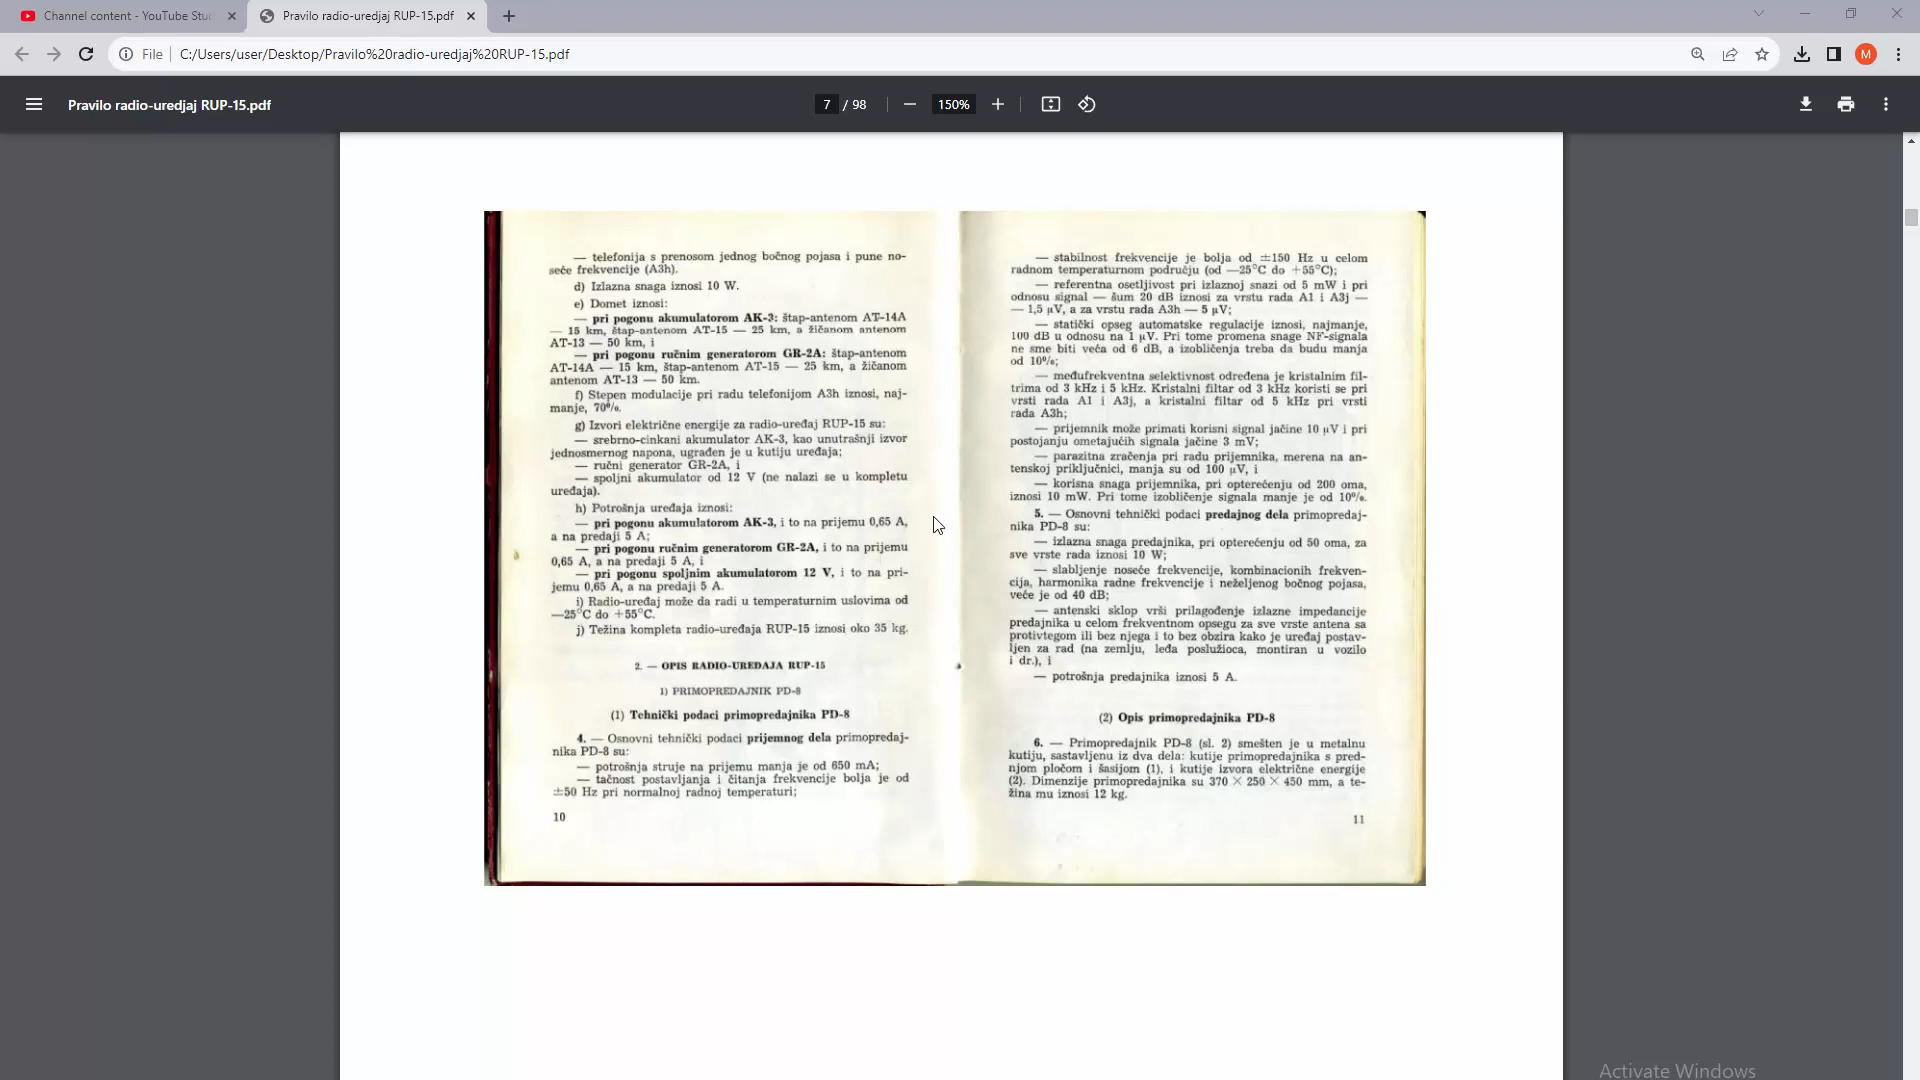 Channel content - YouTube Stu
Pravilo radio-uredjaj RUP-15.pdf
File
C:/Users/user/Desktop/Pravilo%20radio-uredjaj%20RUP-15.pdf
M
Pravilo radio-uredjaj RUP-15.pdf
7 / 98
150%
— telefonija s prenosom jednog bočnog pojasa i pune no-
seće frekvencije (A3h).
d) Izlazna snaga iznosi 10 W.
e) Domet iznosi:
— pri pogonu akumulatorom AK-3: štap-antenom AT-14A
— 15 km, štap-antenom AT-15 — 25 km, a žičanom antenom
AT-13 — 50 km, i
— pri pogonu ručnim generatorom GR-2A: štap-antenom
AT-14A — 15 km, štap-antenom AT-15 — 25 km, a žičanom
antenom AT-13 — 50 km.
f) Stepen modulacije pri radu telefonijom A3h iznosi, naj-
manje, 70%.
g) Izvori električne energije za radio-uređaj RUP-15 su:
— srebrno-cinkani akumulator AK-3, kao unutrašnji izvor
jednosmernog napona, ugrađen je u kutiju uređaja;
— ručni generator GR-2A, i
— spoljni akumulator od 12 V (ne nalazi se u kompletu
uređaja).
h) Potrošnja uređaja iznosi:
— pri pogonu akumulatorom AK-3, i to na prijemu 0,65 A,
a na predaji 5 A;
— pri pogonu ručnim generatorom GR-2A, i to na prijemu
0,65 A, a na predaji 5 A, i
— pri pogonu spoljnim akumulatorom 12 V, i to na pri-
jemu 0,65 A, a na predaji 5 A.
i) Radio-uređaj može da radi u temperaturnim uslovima od
—25°C do +55°C.
j) Težina kompleta radio-uređaja RUP-15 iznosi oko 35 kg.
2. — OPIS RADIO-UREĐAJA RUP-15
1) PRIMOPREDAJNIK PD-8
(1) Tehnički podaci primopredajnika PD-8
4. — Osnovni tehnički podaci prijemnog dela primopredaj-
nika PD-8 su:
— potrošnja struje na prijemu manja je od 650 mA;
— tačnost postavljanja i čitanja frekvencije bolja je od
±50 Hz pri normalnoj radnoj temperaturi;
10
— stabilnost frekvencije je bolja od ±150 Hz u celom
radnom temperaturnom području (od —25°C do +55°C);
— referentna osetljivost pri izlaznoj snazi od 5 mW i pri
odnosu signal — šum 20 dB iznosi za vrstu rada A1 i A3j —
— 1,5 µV, a za vrstu rada A3h — 5 µV;
— statički opseg automatske regulacije iznosi, najmanje,
100 dB u odnosu na 1 µV. Pri tome promena snage NF-signala
ne sme biti veća od 6 dB, a izobličenja treba da budu manja
od 10%;
— međufrekventna selektivnost određena je kristalnim fil-
trima od 3 kHz i 5 kHz. Kristalni filtar od 3 kHz koristi se pri
vrsti rada A1 i A3j, a kristalni filtar od 5 kHz pri vrsti
rada A3h;
— prijemnik može primati korisni signal jačine 10 µV i pri
postojanju ometajućih signala jačine 3 mV;
— parazitna zračenja pri radu prijemnika, merena na an-
tenskoj priključnici, manja su od 100 µV, i
— korisna snaga prijemnika, pri opterećenju od 200 oma,
iznosi 10 mW. Pri tome izobličenje signala manje je od 10%.
5. — Osnovni tehnički podaci predajnog dela primopredaj-
nika PD-8 su:
— izlazna snaga predajnika, pri opterećenju od 50 oma, za
sve vrste rada iznosi 10 W;
— slabljenje noseće frekvencije, kombinacionih frekven-
cija, harmonika radne frekvencije i neželjenog bočnog pojasa,
veće je od 40 dB;
— antenski sklop vrši prilagođenje izlazne impedancije
predajnika u celom frekventnom opsegu za sve vrste antena sa
protivtegom ili bez njega i to bez obzira kako je uređaj postav-
ljen za rad (na zemlju, leđa poslužioca, montiran u vozilo
i dr.), i
— potrošnja predajnika iznosi 5 A.
(2) Opis primopredajnika PD-8
6. — Primopredajnik PD-8 (sl. 2) smešten je u metalnu
kutiju, sastavljenu iz dva dela: kutije primopredajnika s pred-
njom pločom i šasijom (1), i kutije izvora električne energije
(2). Dimenzije primopredajnika su 370 × 250 × 450 mm, a te-
žina mu iznosi 12 kg.
11
Activate Windows